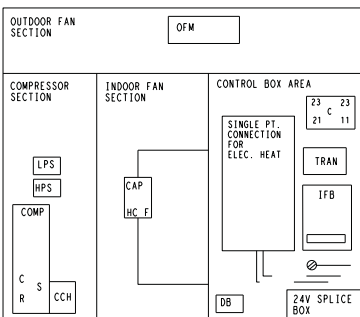 OUTDOOR FAN
SECTION
OFM
COMPRESSOR
SECTION
LPS
HPS
COMP
C
S
R
CCH
INDOOR FAN
SECTION
CAP
HC F
CONTROL BOX AREA
SINGLE PT.
CONNECTION
FOR
ELEC. HEAT
23 23
C
21 11
TRAN
IFB
DB
24V SPLICE
BOX